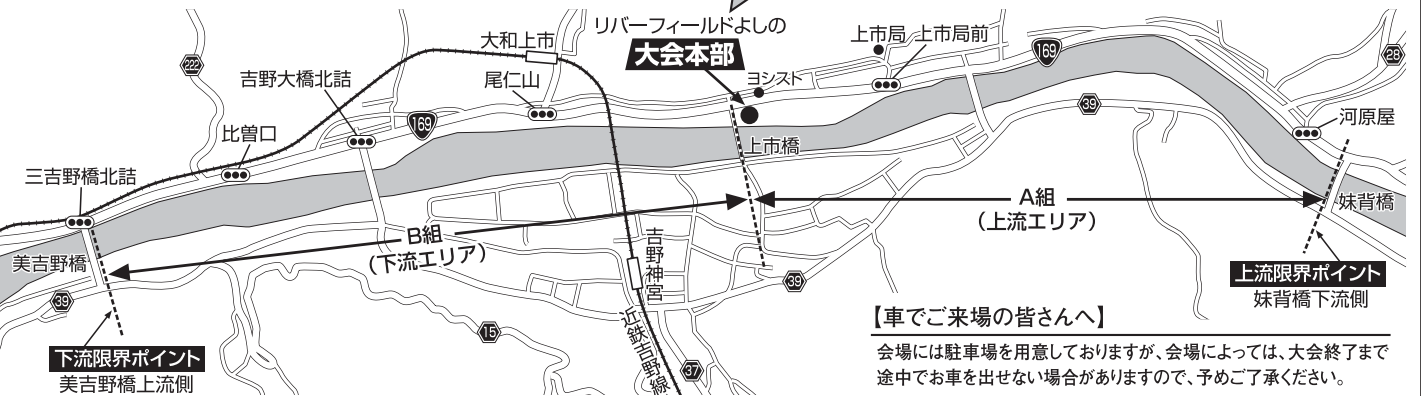 リバーフィールドよしの
大会本部
大和上市
上市局
上市局前
169
28
222
吉野大橋北詰
尾仁山
ヨシスト
39
比曽口
169
河原屋
三吉野橋北詰
上市橋
A組
(上流エリア)
妹背橋
B組
(下流エリア)
吉野神宮
美吉野橋
39
39
上流限界ポイント
妹背橋下流側
15
近鉄吉野線
37
下流限界ポイント
美吉野橋上流側
【車でご来場の皆さんへ】
会場には駐車場を用意しておりますが、会場によっては、大会終了まで
途中でお車を出せない場合がありますので、予めご了承ください。